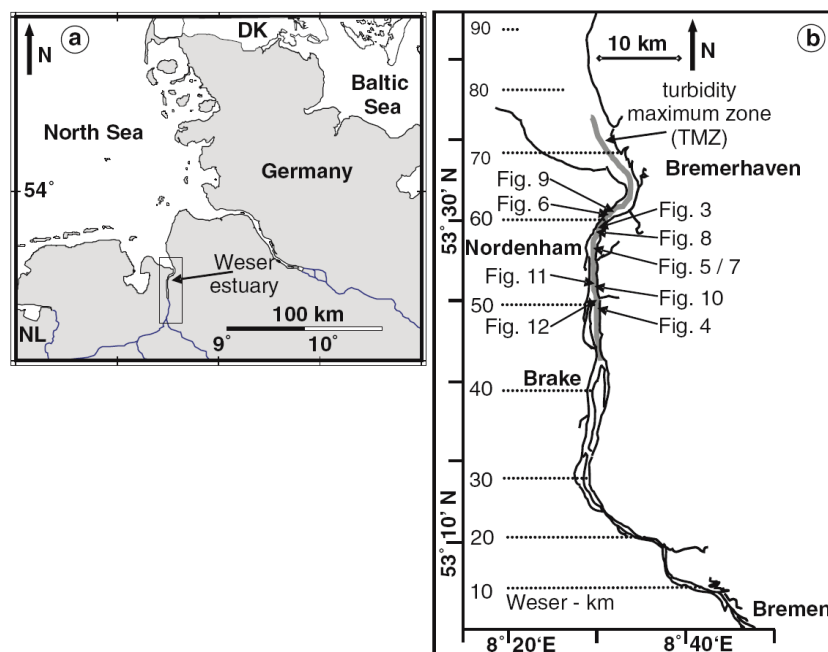 DK
a
N
Baltic
Sea
North Sea
Germany
54°
Weser
estuary
100 km
NL
9°
10°
b
90
10 km
N
80
turbidity
maximum zone
(TMZ)
70
Bremerhaven
Fig. 9
Fig. 6
Fig. 3
60
Fig. 8
53° 30' N
Nordenham
Fig. 5 / 7
Fig. 11
Fig. 10
50
Fig. 12
Fig. 4
Brake
40
30
53° 10' N
20
10
Weser - km
Bremen
8° 20'E
8° 40'E